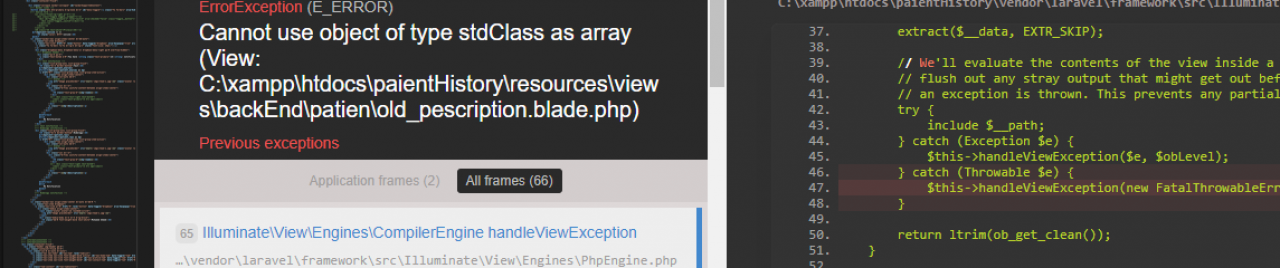 ErrorException (E_ERROR)
Cannot use object of type stdClass as array
(View:
C:\xampp\htdocs\paientHistory\resources\view
s\backEnd\patien\old_pescription.blade.php)
Previous exceptions
Application frames (2) All frames (66)
65 Illuminate\View\Engines\CompilerEngine handleViewException
…\vendor\laravel\framework\src\Illuminate\View\Engines\PhpEngine.php
C:\xampp\htdocs\paientHistory\vendor\laravel\framework\src\Illuminat
37. extract($__data, EXTR_SKIP);
38.
39. // We'll evaluate the contents of the view inside a
40. // flush out any stray output that might get out bef
41. // an exception is thrown. This prevents any partial
42. try {
43. include $__path;
44. } catch (Exception $e) {
45. $this->handleViewException($e, $obLevel);
46. } catch (Throwable $e) {
47. $this->handleViewException(new FatalThrowableErr
48. }
49.
50. return ltrim(ob_get_clean());
51. }
52